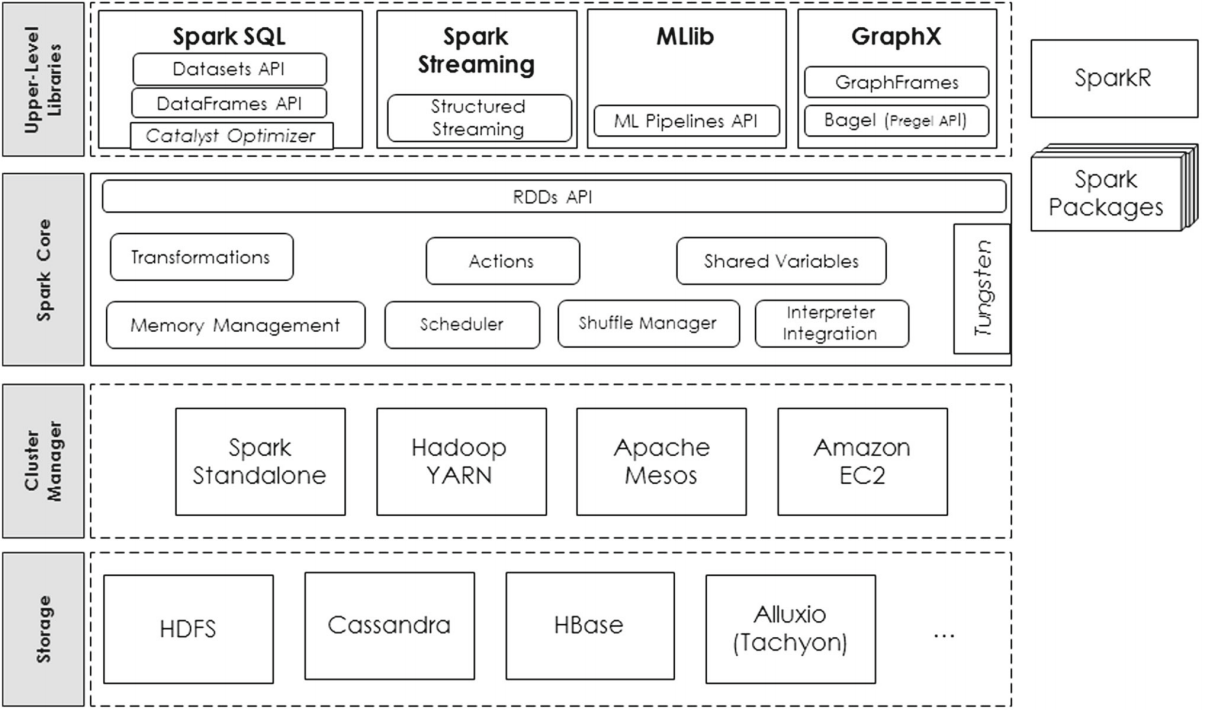 Upper-Level
Libraries
Spark SQL
Datasets API
DataFrames API
Catalyst Optimizer
Spark
Streaming
Structured
Streaming
MLlib
ML Pipelines API
GraphX
GraphFrames
Bagel (Pregel API)
SparkR
Spark
Packages
Spark Core
RDDs API
Transformations
Actions
Shared Variables
Memory Management
Scheduler
Shuffle Manager
Interpreter
Integration
Tungsten
Cluster
Manager
Spark
Standalone
Hadoop
YARN
Apache
Mesos
Amazon
EC2
Storage
HDFS
Cassandra
HBase
Alluxio
(Tachyon)
...